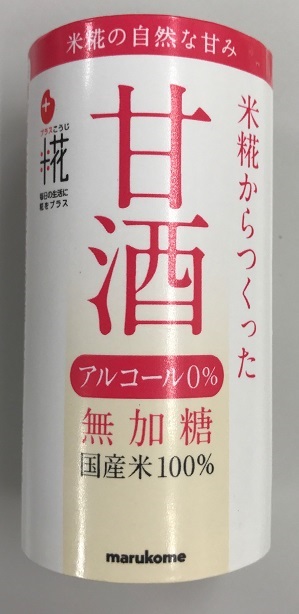 米糀の自然な甘み
米糀からつくった
甘酒
プラスこうじ
糀
毎日の生活に
糀をプラス
アルコール0%
無加糖
国産米100%
marukome